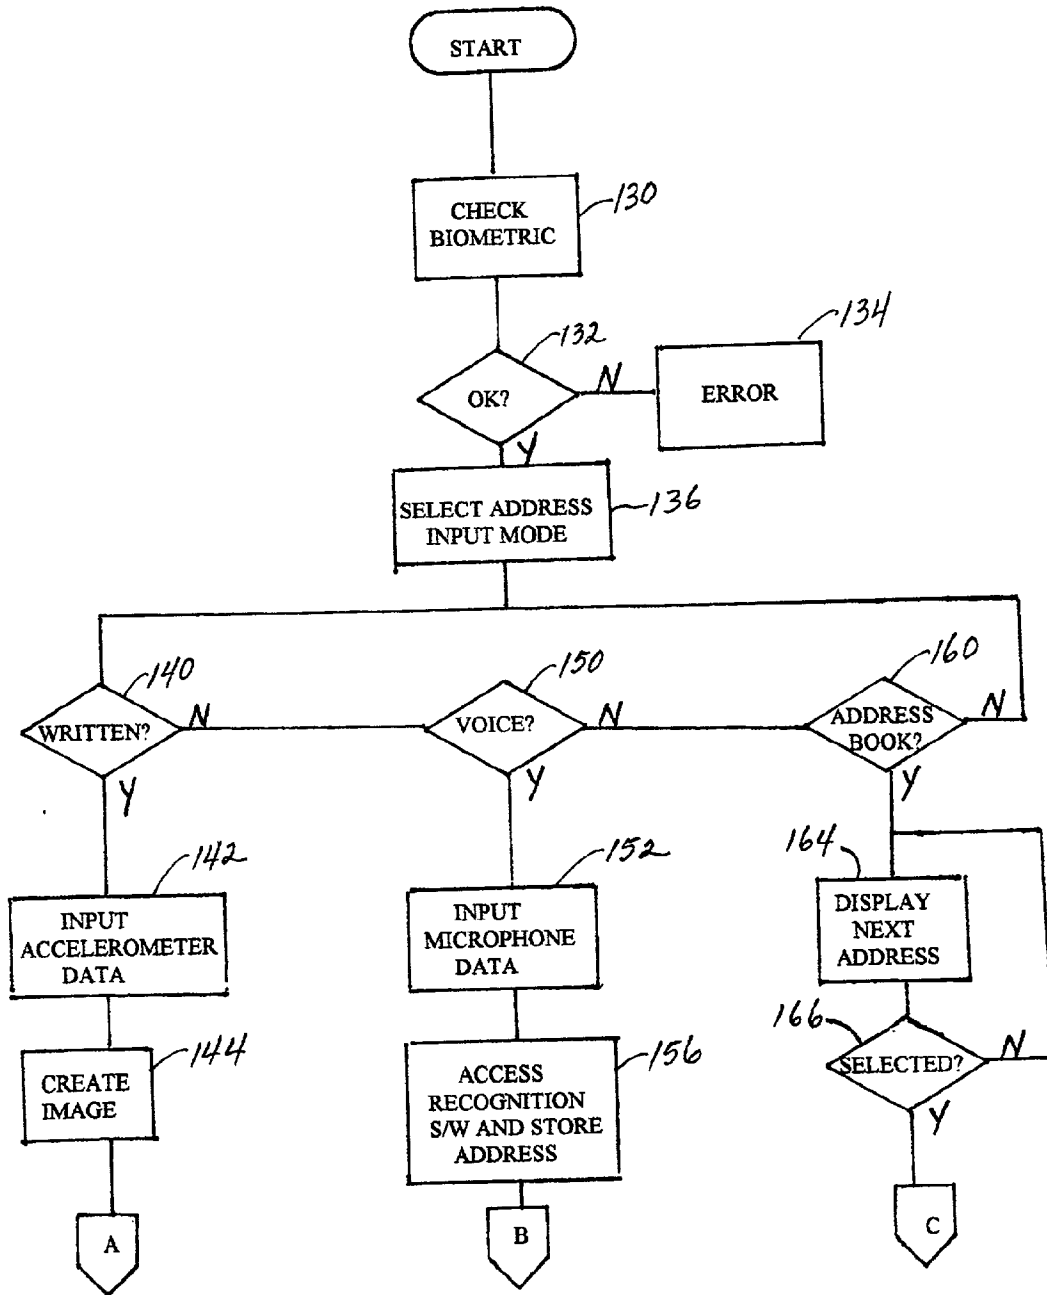 START
CHECK
BIOMETRIC
130
OK?
132
N
Y
ERROR
134
SELECT ADDRESS
INPUT MODE
136
WRITTEN?
140
N
Y
VOICE?
150
N
Y
ADDRESS
BOOK?
160
N
Y
INPUT
ACCELEROMETER
DATA
142
INPUT
MICROPHONE
DATA
152
DISPLAY
NEXT
ADDRESS
164
CREATE
IMAGE
144
ACCESS
RECOGNITION
S/W AND STORE
ADDRESS
156
SELECTED?
166
N
Y
A
B
C